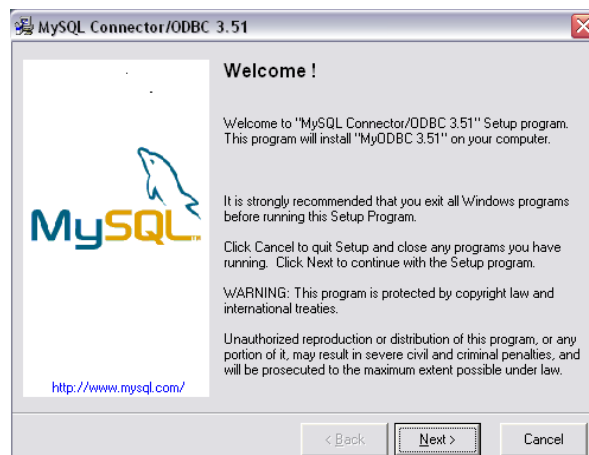 MySQL Connector/ODBC 3.51
Welcome !
Welcome to "MySQL Connector/ODBC 3.51" Setup program.
This program will install "MyODBC 3.51" on your computer.
It is strongly recommended that you exit all Windows programs
before running this Setup Program.
Click Cancel to quit Setup and close any programs you have
running. Click Next to continue with the Setup program.
WARNING: This program is protected by copyright law and
international treaties.
Unauthorized reproduction or distribution of this program, or any
portion of it, may result in severe civil and criminal penalties, and
will be prosecuted to the maximum extent possible under law.
MySQL
http://www.mysql.com/
< Back
Next >
Cancel